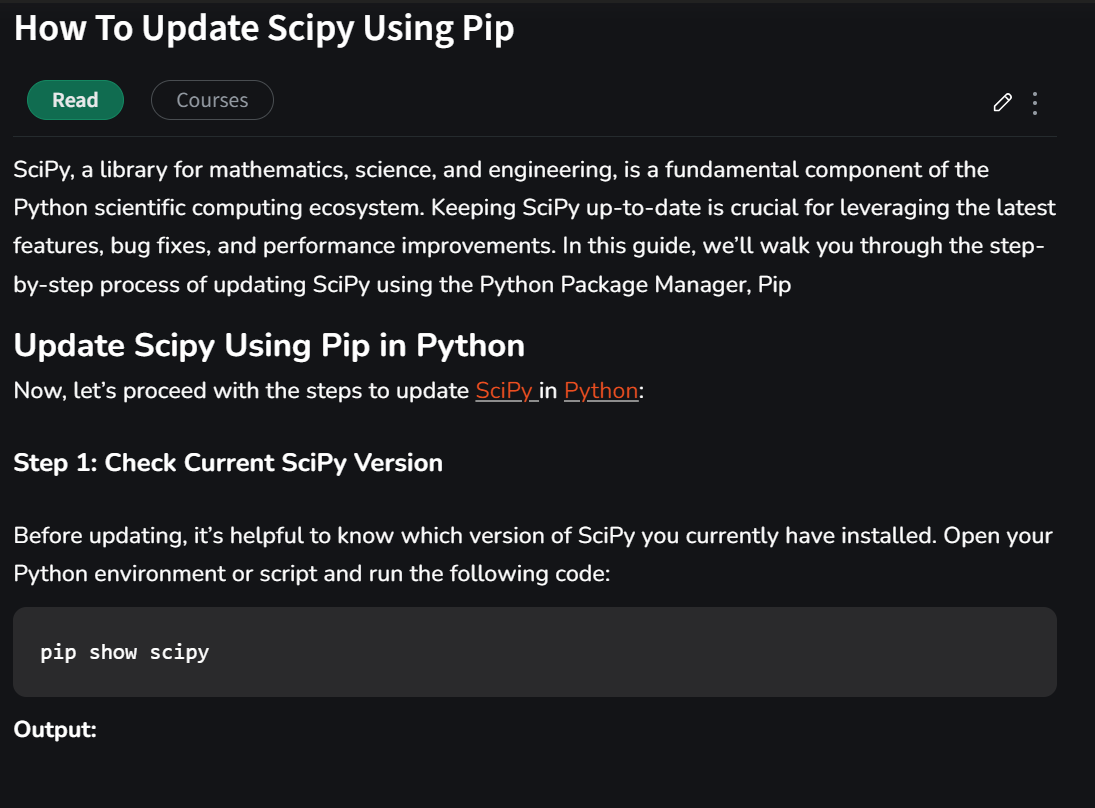 How To Update Scipy Using Pip
Read
Courses
SciPy, a library for mathematics, science, and engineering, is a fundamental component of the
Python scientific computing ecosystem. Keeping SciPy up-to-date is crucial for leveraging the latest
features, bug fixes, and performance improvements. In this guide, we’ll walk you through the step-
by-step process of updating SciPy using the Python Package Manager, Pip
Update Scipy Using Pip in Python
Now, let’s proceed with the steps to update SciPy in Python:
Step 1: Check Current SciPy Version
Before updating, it’s helpful to know which version of SciPy you currently have installed. Open your
Python environment or script and run the following code:
pip show scipy
Output: